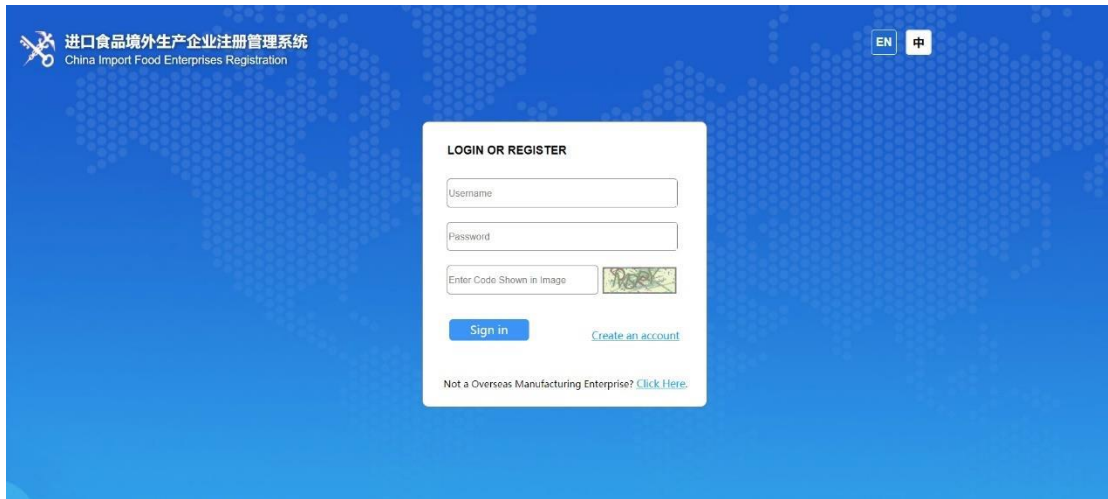 进口食品境外生产企业注册管理系统
China Import Food Enterprises Registration
EN 中
LOGIN OR REGISTER
Username
Password
Enter Code Shown in Image
Sign in
Create an account
Not a Overseas Manufacturing Enterprise? Click Here.